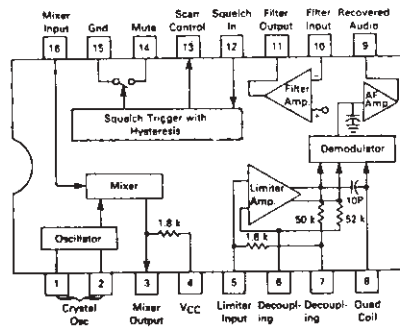 Mixer Input
Gnd
Mute
Scan Control
Squelch In
Filter Output
Filter Input
Recovered Audio
16
15
14
13
12
11
10
9
Squelch Trigger with Hysteresis
Filter Amp.
AF Amp.
Demodulator
Mixer
Limiter Amp.
10P
1.8 k
50 k
52 k
1.8 k
Oscillator
1
2
3
4
5
6
7
8
Crystal Osc
Mixer Output
VCC
Limiter Input
Decoupling
Decoupling
Quad Coil